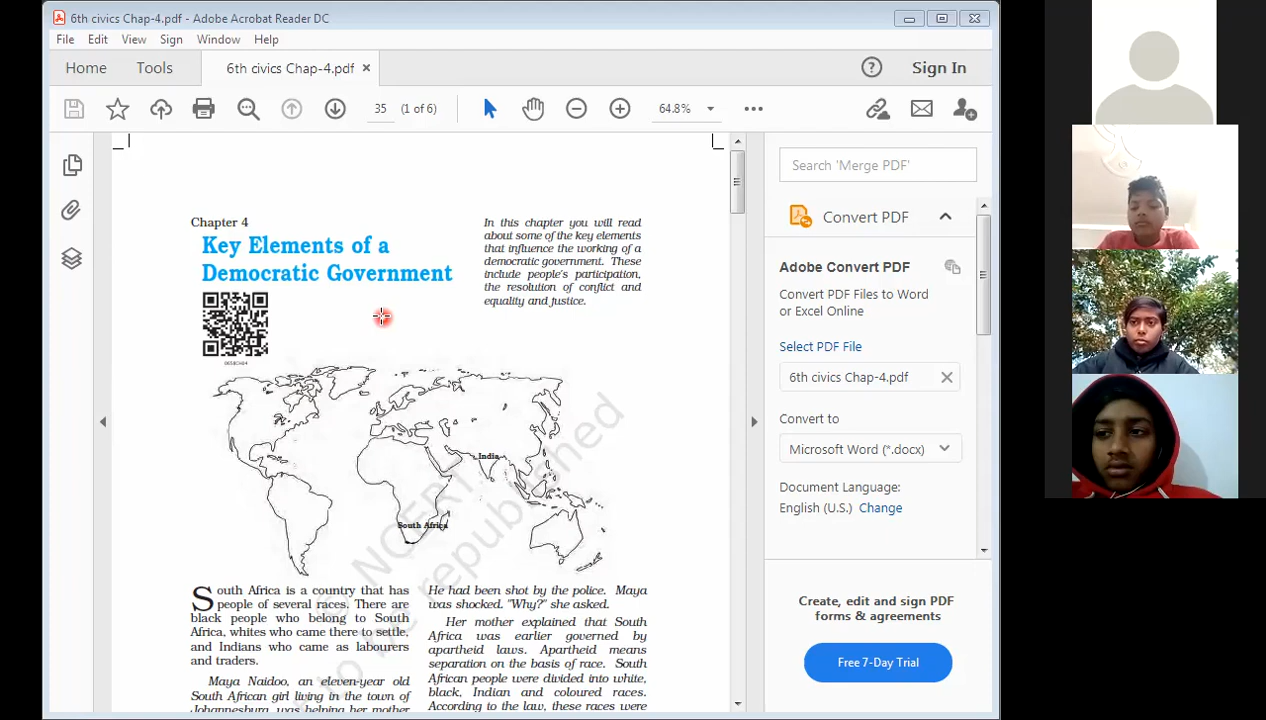 6th civics Chap-4.pdf - Adobe Acrobat Reader DC
File Edit View Sign Window Help
Home Tools 6th civics Chap-4.pdf × Sign In
35 (1 of 6) 64.8%
Search 'Merge PDF'
Convert PDF
Adobe Convert PDF
Convert PDF Files to Word
or Excel Online
Select PDF File
6th civics Chap-4.pdf
Convert to
Microsoft Word (*.docx)
Document Language:
English (U.S.) Change
Create, edit and sign PDF
forms & agreements
Free 7-Day Trial
Chapter 4
Key Elements of a
Democratic Government
In this chapter you will read
about some of the key elements
that influence the working of a
democratic government. These
include people's participation,
the resolution of conflict and
equality and justice.
India
South Africa
© NCERT
to be republished
South Africa is a country that has
people of several races. There are
black people who belong to South
Africa, whites who came there to settle,
and Indians who came as labourers
and traders.
Maya Naidoo, an eleven-year old
South African girl living in the town of
Johannesburg, was helping her mother
He had been shot by the police. Maya
was shocked. "Why?" she asked.
Her mother explained that South
Africa was earlier governed by
apartheid laws. Apartheid means
separation on the basis of race. South
African people were divided into white,
black, Indian and coloured races.
According to the law, these races were